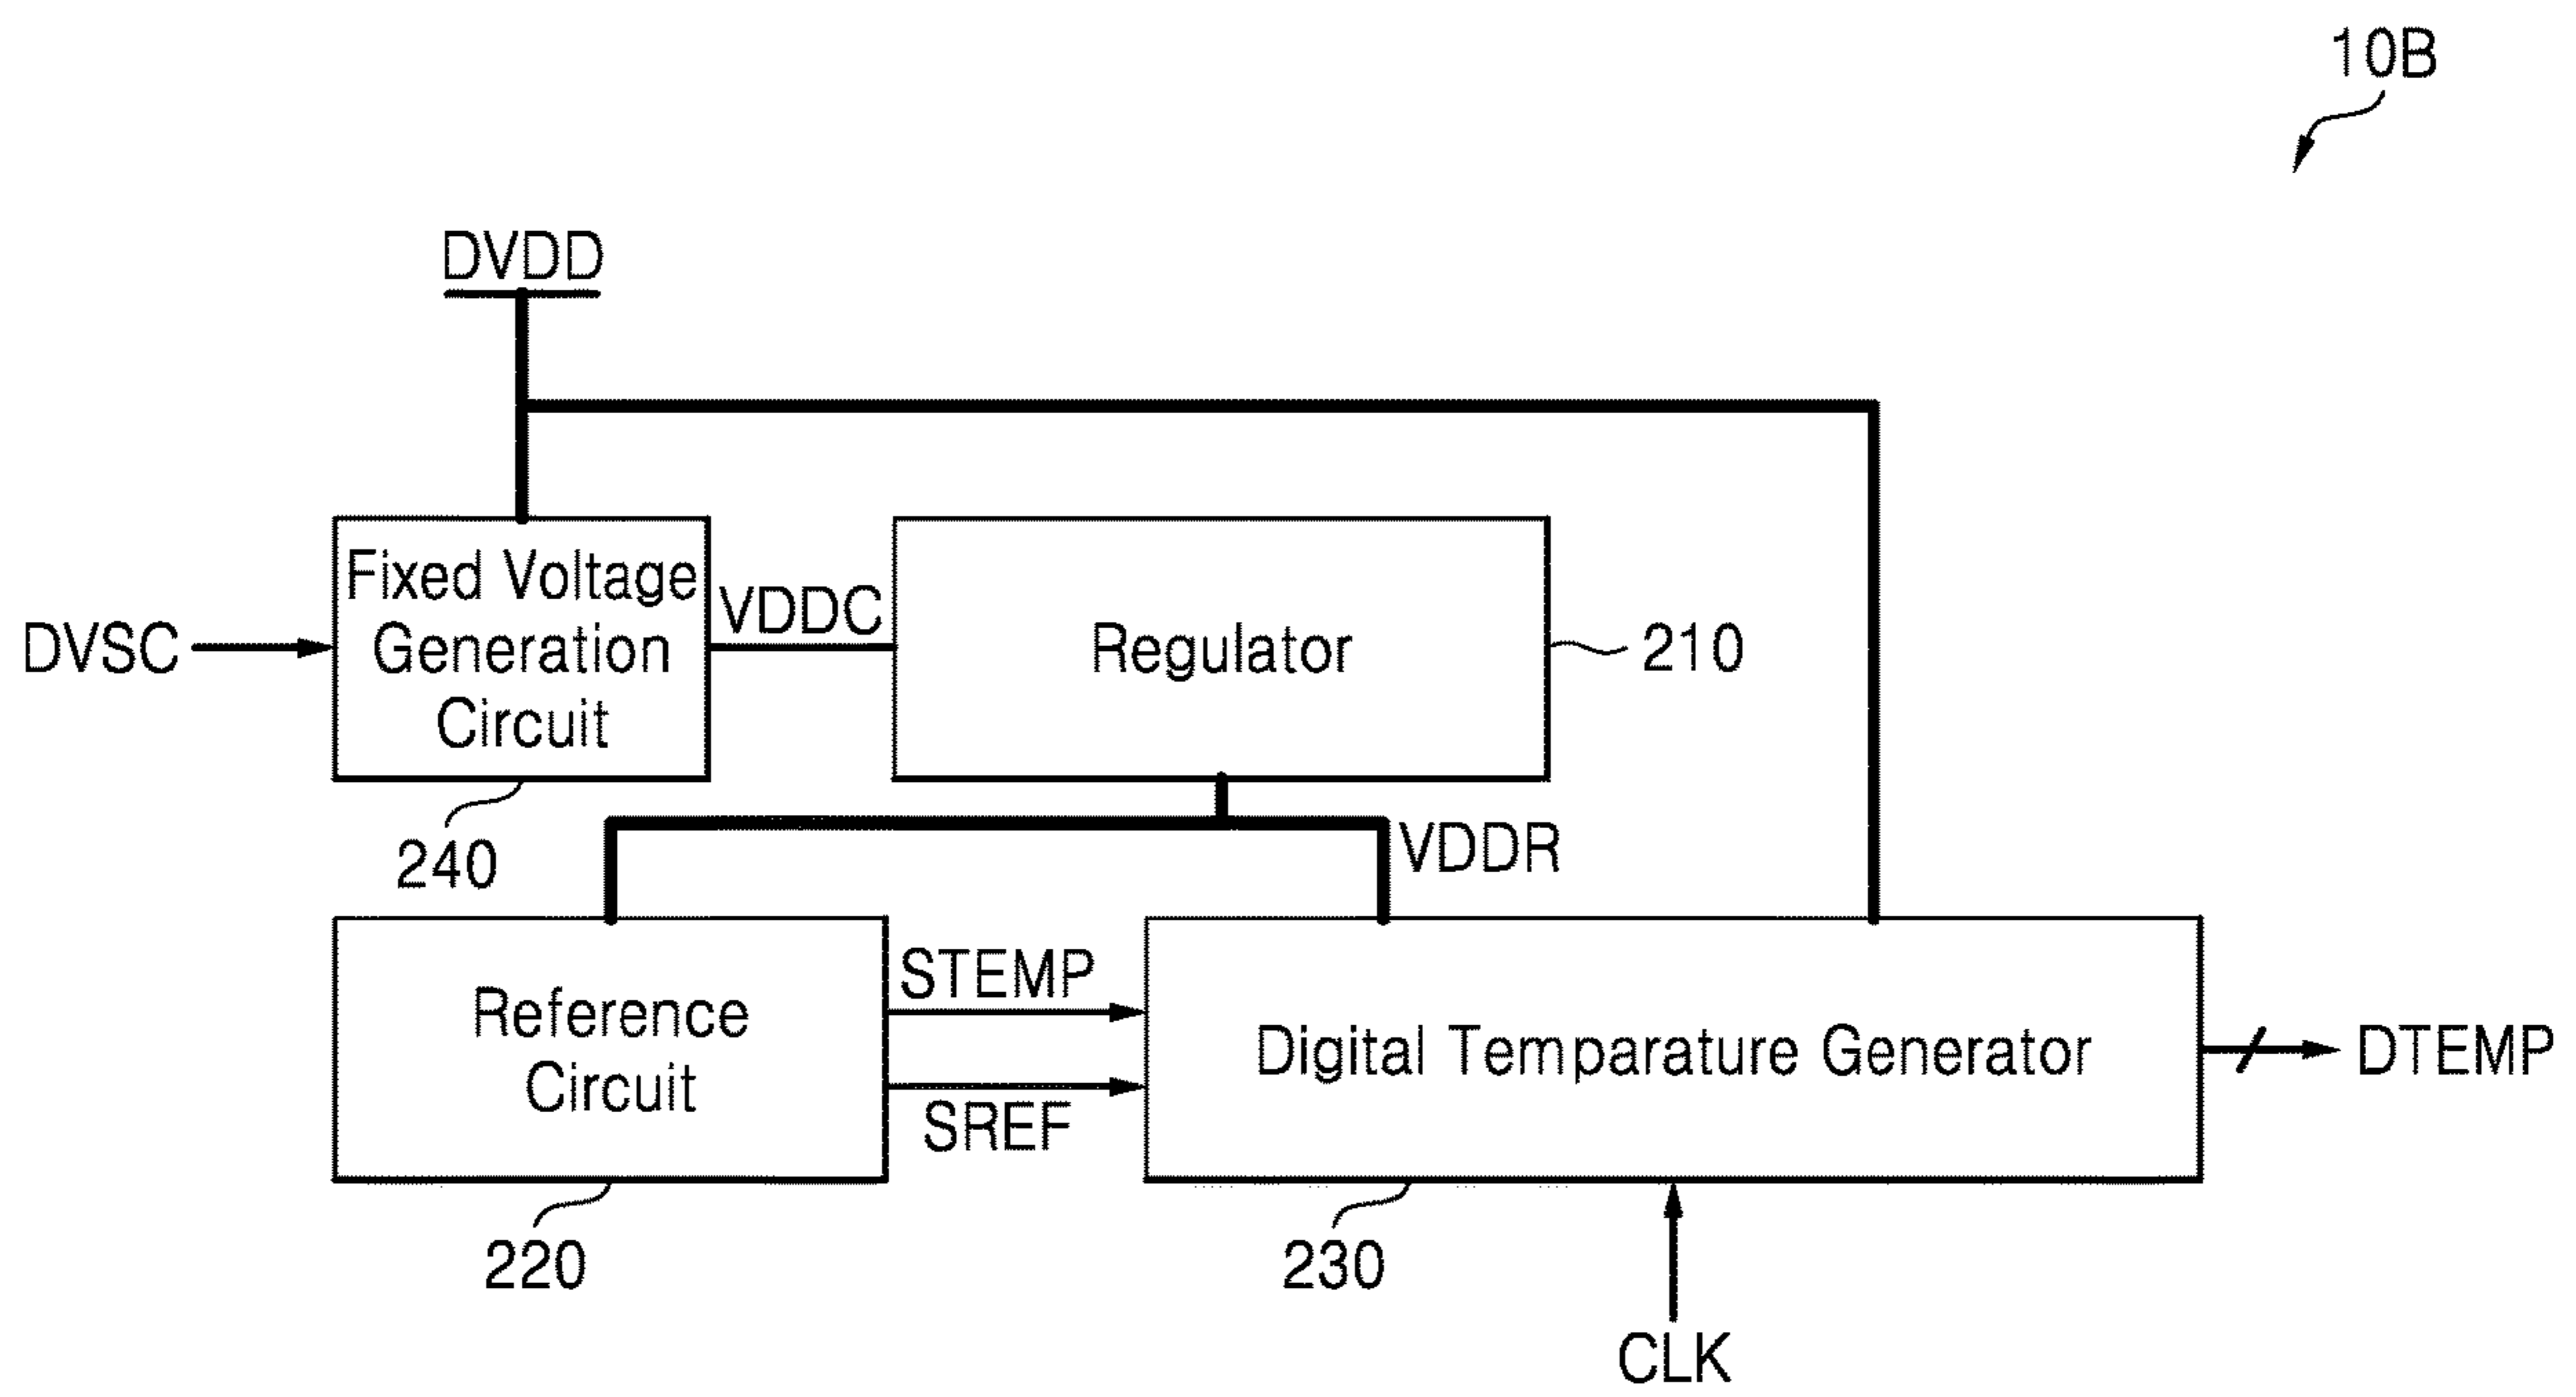 10B
DVDD
Fixed Voltage
Generation
Circuit
DVSC
VDDC
Regulator
210
240
VDDR
Reference
Circuit
STEMP
SREF
Digital Temparature Generator
DTEMP
220
230
CLK